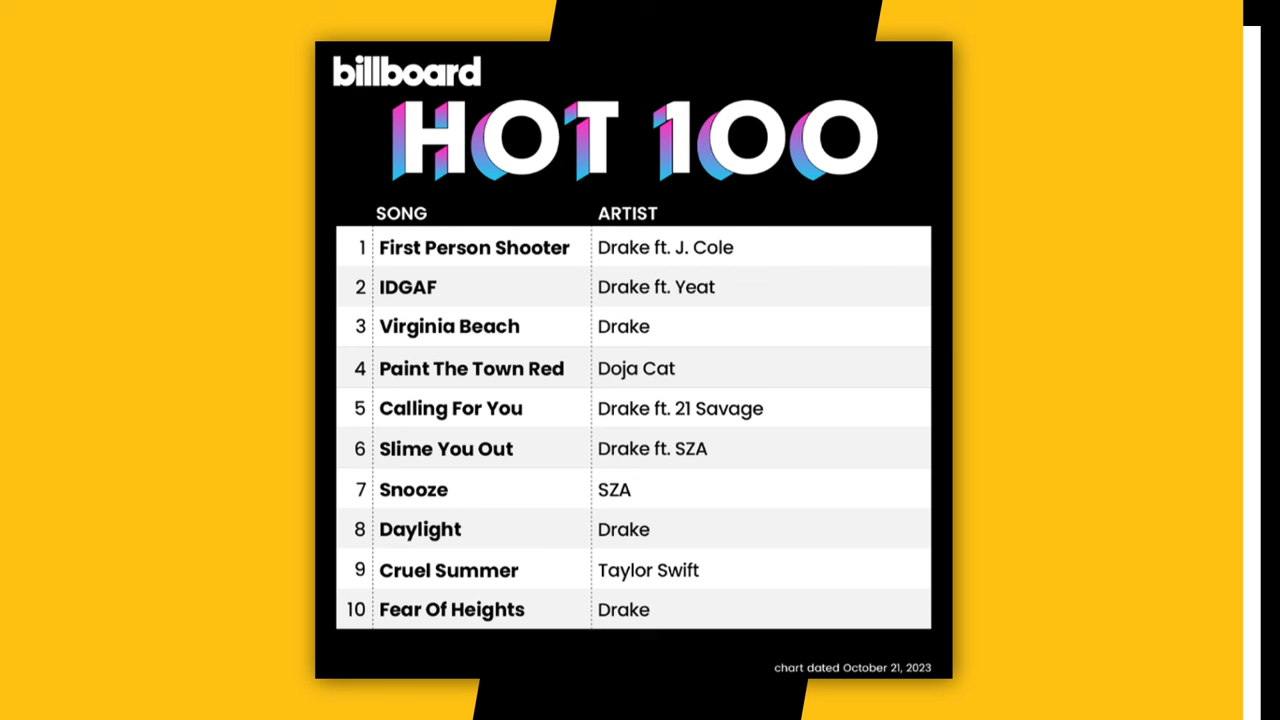 billboard
HOT 100
SONG ARTIST
1 First Person Shooter Drake ft. J. Cole
2 IDGAF Drake ft. Yeat
3 Virginia Beach Drake
4 Paint The Town Red Doja Cat
5 Calling For You Drake ft. 21 Savage
6 Slime You Out Drake ft. SZA
7 Snooze SZA
8 Daylight Drake
9 Cruel Summer Taylor Swift
10 Fear Of Heights Drake
chart dated October 21, 2023